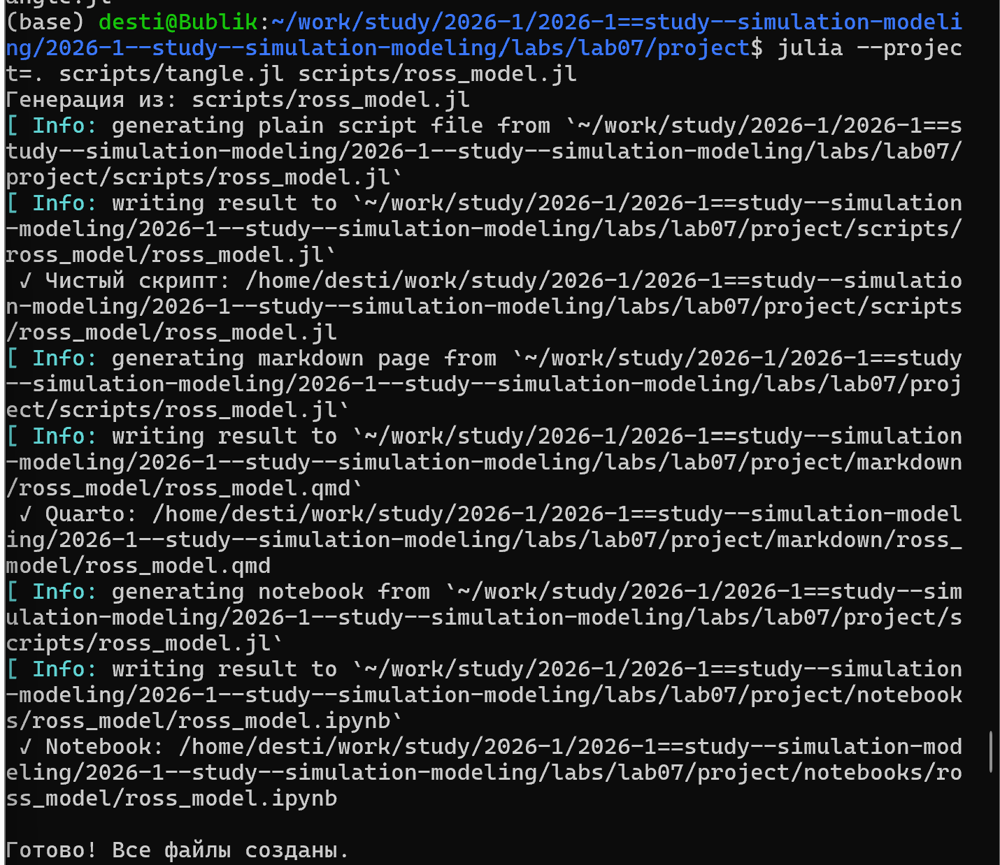 angle.jl
(base) desti@Bublik:~/work/study/2026-1/2026-1==study--simulation-modeli
ng/2026-1--study--simulation-modeling/labs/lab07/project$ julia --projec
t=. scripts/tangle.jl scripts/ross_model.jl
Генерация из: scripts/ross_model.jl
[ Info: generating plain script file from `~/work/study/2026-1/2026-1==s
tudy--simulation-modeling/2026-1--study--simulation-modeling/labs/lab07/
project/scripts/ross_model.jl`
[ Info: writing result to `~/work/study/2026-1/2026-1==study--simulation
-modeling/2026-1--study--simulation-modeling/labs/lab07/project/scripts/
ross_model/ross_model.jl`
 ✓ Чистый скрипт: /home/desti/work/study/2026-1/2026-1==study--simulatio
n-modeling/2026-1--study--simulation-modeling/labs/lab07/project/scripts
/ross_model/ross_model.jl
[ Info: generating markdown page from `~/work/study/2026-1/2026-1==study
--simulation-modeling/2026-1--study--simulation-modeling/labs/lab07/proj
ect/scripts/ross_model.jl`
[ Info: writing result to `~/work/study/2026-1/2026-1==study--simulation
-modeling/2026-1--study--simulation-modeling/labs/lab07/project/markdown
/ross_model/ross_model.qmd`
 ✓ Quarto: /home/desti/work/study/2026-1/2026-1==study--simulation-model
ing/2026-1--study--simulation-modeling/labs/lab07/project/markdown/ross_
model/ross_model.qmd
[ Info: generating notebook from `~/work/study/2026-1/2026-1==study--sim
ulation-modeling/2026-1--study--simulation-modeling/labs/lab07/project/s
cripts/ross_model.jl`
[ Info: writing result to `~/work/study/2026-1/2026-1==study--simulation
-modeling/2026-1--study--simulation-modeling/labs/lab07/project/notebook
s/ross_model/ross_model.ipynb`
 ✓ Notebook: /home/desti/work/study/2026-1/2026-1==study--simulation-mod
eling/2026-1--study--simulation-modeling/labs/lab07/project/notebooks/ro
ss_model/ross_model.ipynb
Готово! Все файлы созданы.